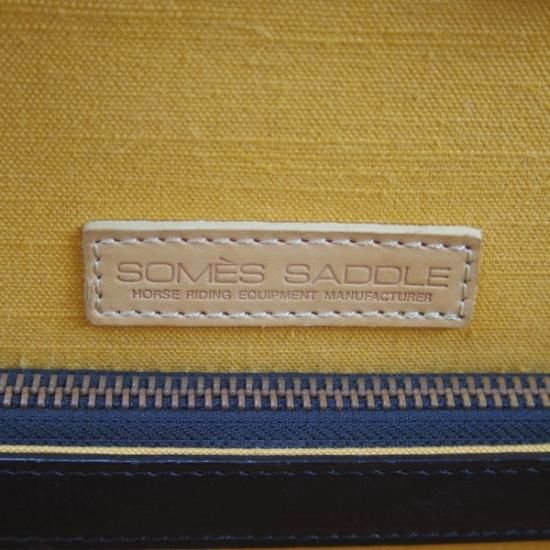 SOMÈS SADDLE
HORSE RIDING EQUIPMENT MANUFACTURER